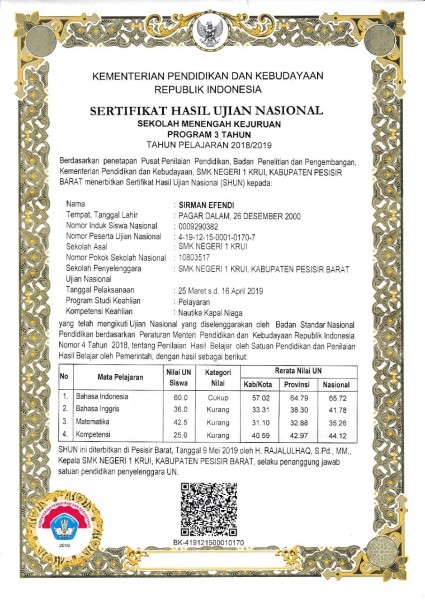 KEMENTERIAN PENDIDIKAN DAN KEBUDAYAAN
REPUBLIK INDONESIA
SERTIFIKAT HASIL UJIAN NASIONAL
SEKOLAH MENENGAH KEJURUAN
PROGRAM 3 TAHUN
TAHUN PELAJARAN 2018/2019
Berdasarkan penetapan Pusat Penilaian Pendidikan, Badan Penelitian dan Pengembangan,
Kementerian Pendidikan dan Kebudayaan, SMK NEGERI 1 KRUI, KABUPATEN PESISIR
BARAT menerbitkan Sertifikat Hasil Ujian Nasional (SHUN) kepada:
Nama : SIRMAN EFENDI
Tempat, Tanggal Lahir : PAGAR DALAM, 26 DESEMBER 2000
Nomor Induk Siswa Nasional : 0009290382
Nomor Peserta Ujian Nasional : 4-19-12-15-0001-0170-7
Sekolah Asal : SMK NEGERI 1 KRUI
Nomor Pokok Sekolah Nasional : 10803517
Sekolah Penyelenggara : SMK NEGERI 1 KRUI, KABUPATEN PESISIR BARAT
Ujian Nasional
Tanggal Pelaksanaan : 25 Maret s.d. 16 April 2019
Program Studi Keahlian : Pelayaran
Kompetensi Keahlian : Nautika Kapal Niaga
yang telah mengikuti Ujian Nasional yang diselenggarakan oleh Badan Standar Nasional
Pendidikan berdasarkan Peraturan Menteri Pendidikan dan Kebudayaan Republik Indonesia
Nomor 4 Tahun 2018, tentang Penilaian Hasil Belajar oleh Satuan Pendidikan dan Penilaian
Hasil Belajar oleh Pemerintah, dengan hasil sebagai berikut:
No Mata Pelajaran Nilai UN Siswa Kategori Nilai Rerata Nilai UN
Kab/Kota Provinsi Nasional
1. Bahasa Indonesia 60.0 Cukup 57.02 64.79 65.72
2. Bahasa Inggris 36.0 Kurang 33.31 38.30 41.78
3. Matematika 42.5 Kurang 31.10 32.88 35.26
4. Kompetensi 25.0 Kurang 40.59 42.97 44.12
SHUN ini diterbitkan di Pesisir Barat, Tanggal 9 Mei 2019 oleh H. RAJALULHAQ, S.Pd., MM.,
Kepala SMK NEGERI 1 KRUI, KABUPATEN PESISIR BARAT, selaku penanggung jawab
satuan pendidikan penyelenggara UN.
2019
BK-419121500010170